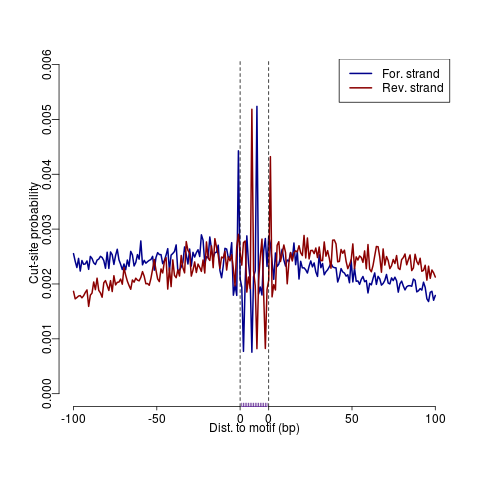 For. strand
Rev. strand
Cut-site probability
0.006
0.005
0.004
0.003
0.002
0.001
0.000
-100 -50 0 0 50 100
Dist. to motif (bp)